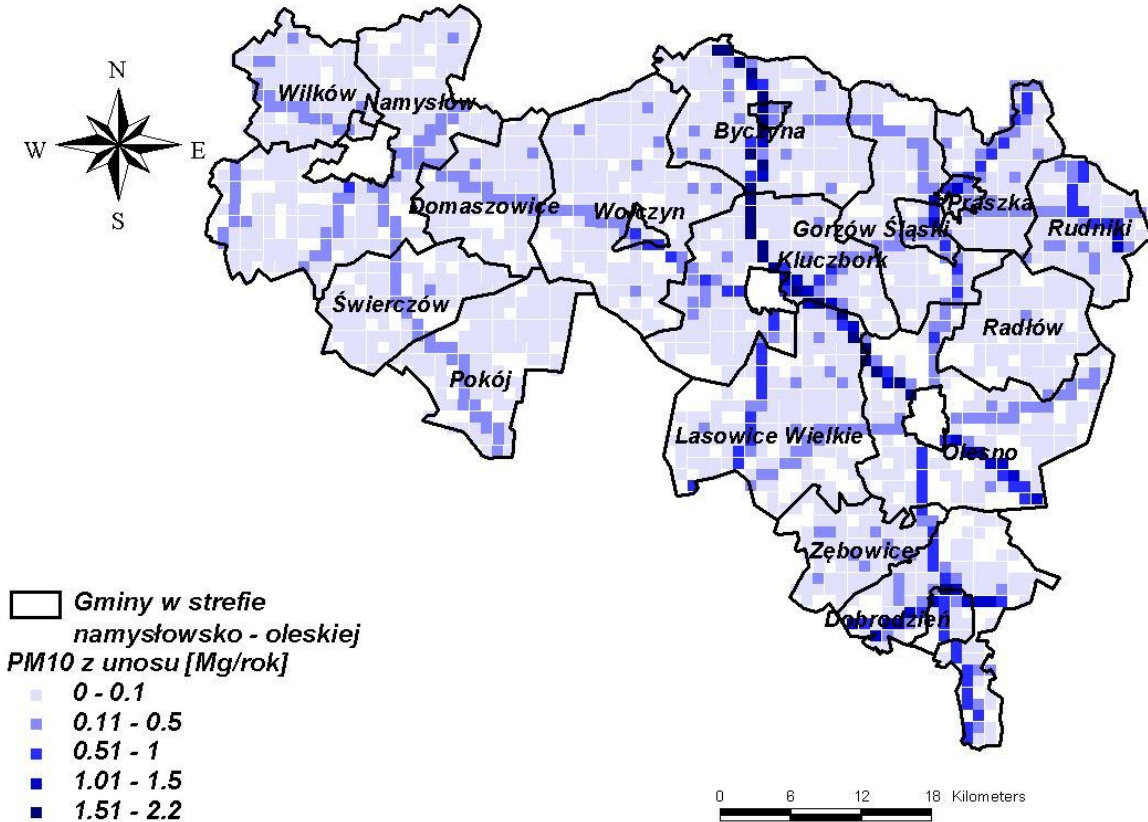 N
W E
S
Wilków
Namysłów
Byczyna
Domaszowice
Wołczyn
Praszka
Gorzów Śląski
Rudniki
Kluczbork
Świerczów
Radłów
Pokój
Lasowice Wielkie
Olesno
Zębowice
Dobrodzień
Gminy w strefie
namysłowsko - oleskiej
PM10 z unosu [Mg/rok]
0 - 0.1
0.11 - 0.5
0.51 - 1
1.01 - 1.5
1.51 - 2.2
0 6 12 18 Kilometers